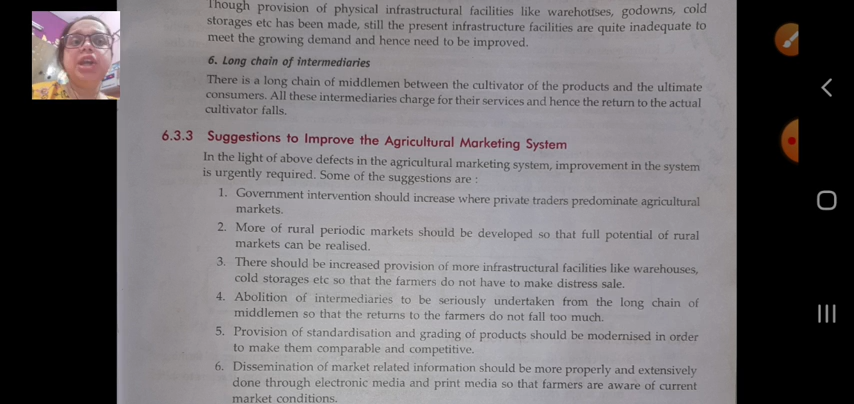 Though provision of physical infrastructural facilities like warehouses, godowns, cold
storages etc has been made, still the present infrastructure facilities are quite inadequate to
meet the growing demand and hence need to be improved.
6. Long chain of intermediaries
There is a long chain of middlemen between the cultivator of the products and the ultimate
consumers. All these intermediaries charge for their services and hence the return to the actual
cultivator falls.
6.3.3 Suggestions to Improve the Agricultural Marketing System
In the light of above defects in the agricultural marketing system, improvement in the system
is urgently required. Some of the suggestions are :
1. Government intervention should increase where private traders predominate agricultural
markets.
2. More of rural periodic markets should be developed so that full potential of rural
markets can be realised.
3. There should be increased provision of more infrastructural facilities like warehouses,
cold storages etc so that the farmers do not have to make distress sale.
4. Abolition of intermediaries to be seriously undertaken from the long chain of
middlemen so that the returns to the farmers do not fall too much.
5. Provision of standardisation and grading of products should be modernised in order
to make them comparable and competitive.
6. Dissemination of market related information should be more properly and extensively
done through electronic media and print media so that farmers are aware of current
market conditions.